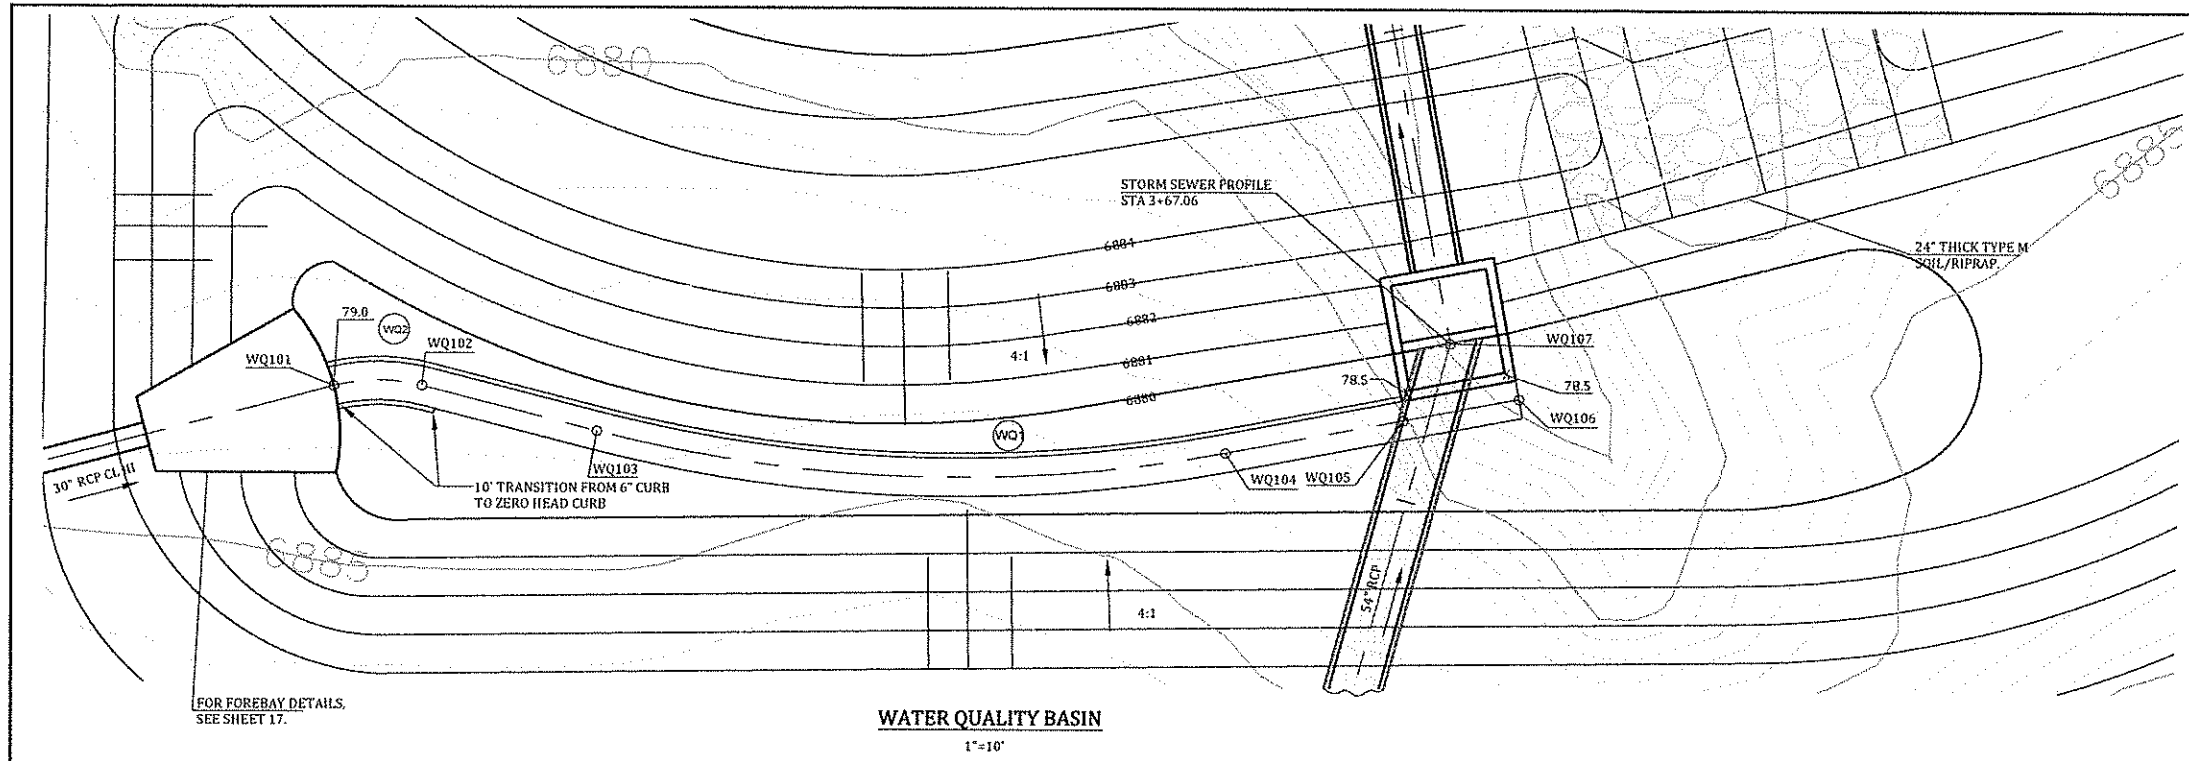 6880
6885
STORM SEWER PROFILE
STA 3+67.06
24" THICK TYPE M
SOIL/RIPRAP.
6884
6883
6882
6881
6880
4:1
79.0
WQ2
WQ101
WQ102
WQ107
78.5
78.5
WQ106
WQ1
WQ103
WQ104
WQ105
30" RCP CL III
10' TRANSITION FROM 6" CURB
TO ZERO HEAD CURB
6885
54" RCP
4:1
FOR FOREBAY DETAILS,
SEE SHEET 17.
WATER QUALITY BASIN
1"=10'